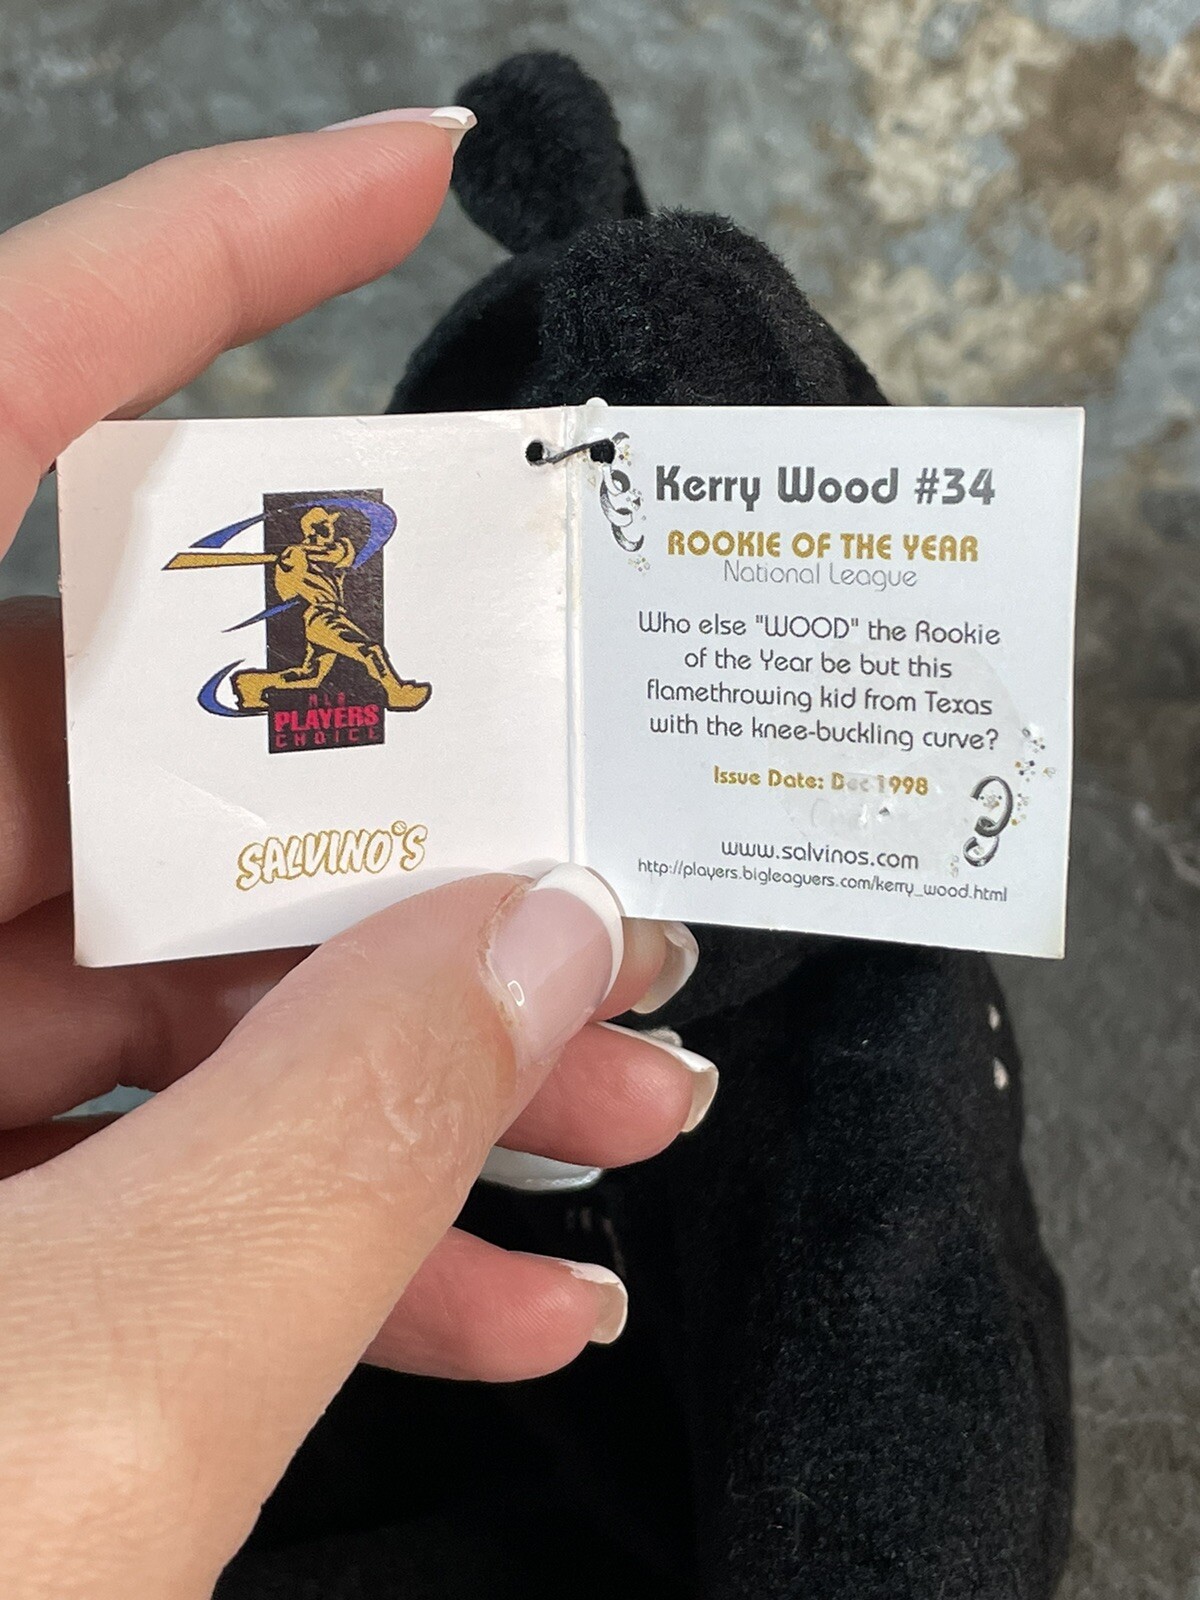 MLB
PLAYERS
CHOICE
SALVINO'S
Kerry Wood #34
ROOKIE OF THE YEAR
National League
Who else "WOOD" the Rookie
of the Year be but this
flamethrowing kid from Texas
with the knee-buckling curve?
Issue Date: Dec 1998
www.salvinos.com
http://players.bigleaguers.com/kerry_wood.html